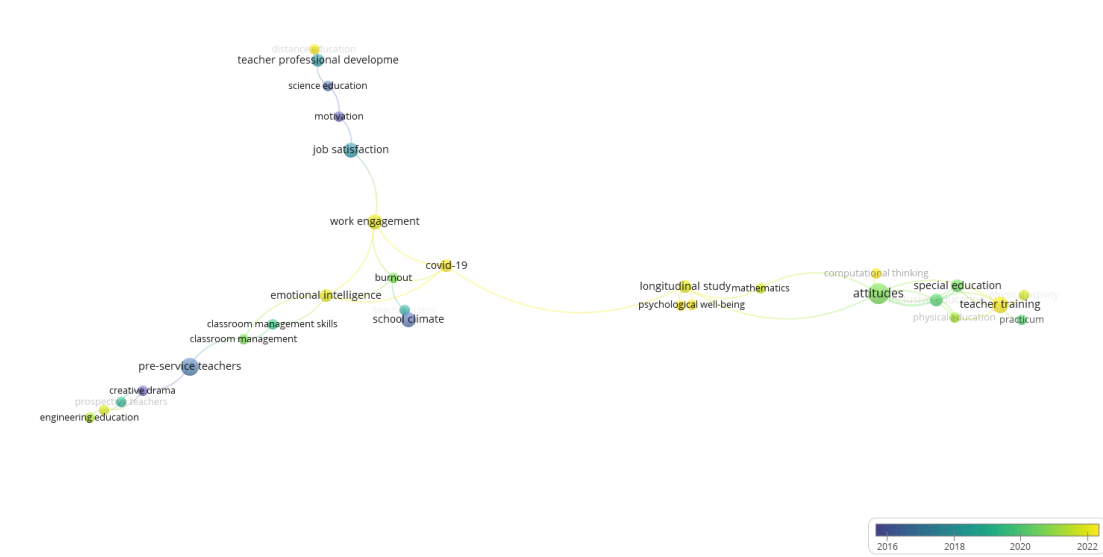 distance education
teacher professional developme
science education
motivation
job satisfaction
work engagement
covid-19
burnout
emotional intelligence
school climate
classroom management skills
classroom management
pre-service teachers
creative drama
prospective teachers
engineering education
computational thinking
longitudinal study
mathematics
attitudes
special education
psychological well-being
teacher training
physical education
practicum
2016
2018
2020
2022